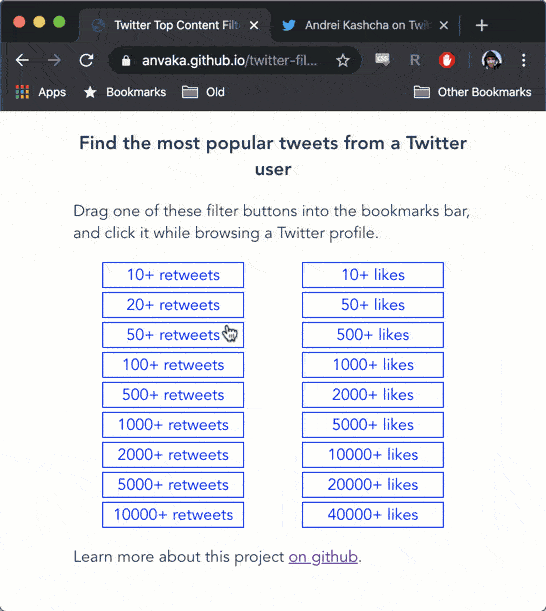 Twitter Top Content Filt
Andrei Kashcha on Twit
anvaka.github.io/twitter-fil...
R
Apps
Bookmarks
Old
Other Bookmarks
Find the most popular tweets from a Twitter
user
Drag one of these filter buttons into the bookmarks bar,
and click it while browsing a Twitter profile.
10+ retweets
10+ likes
20+ retweets
50+ likes
50+ retweets
500+ likes
100+ retweets
1000+ likes
500+ retweets
2000+ likes
1000+ retweets
5000+ likes
2000+ retweets
10000+ likes
5000+ retweets
20000+ likes
10000+ retweets
40000+ likes
Learn more about this project on github.